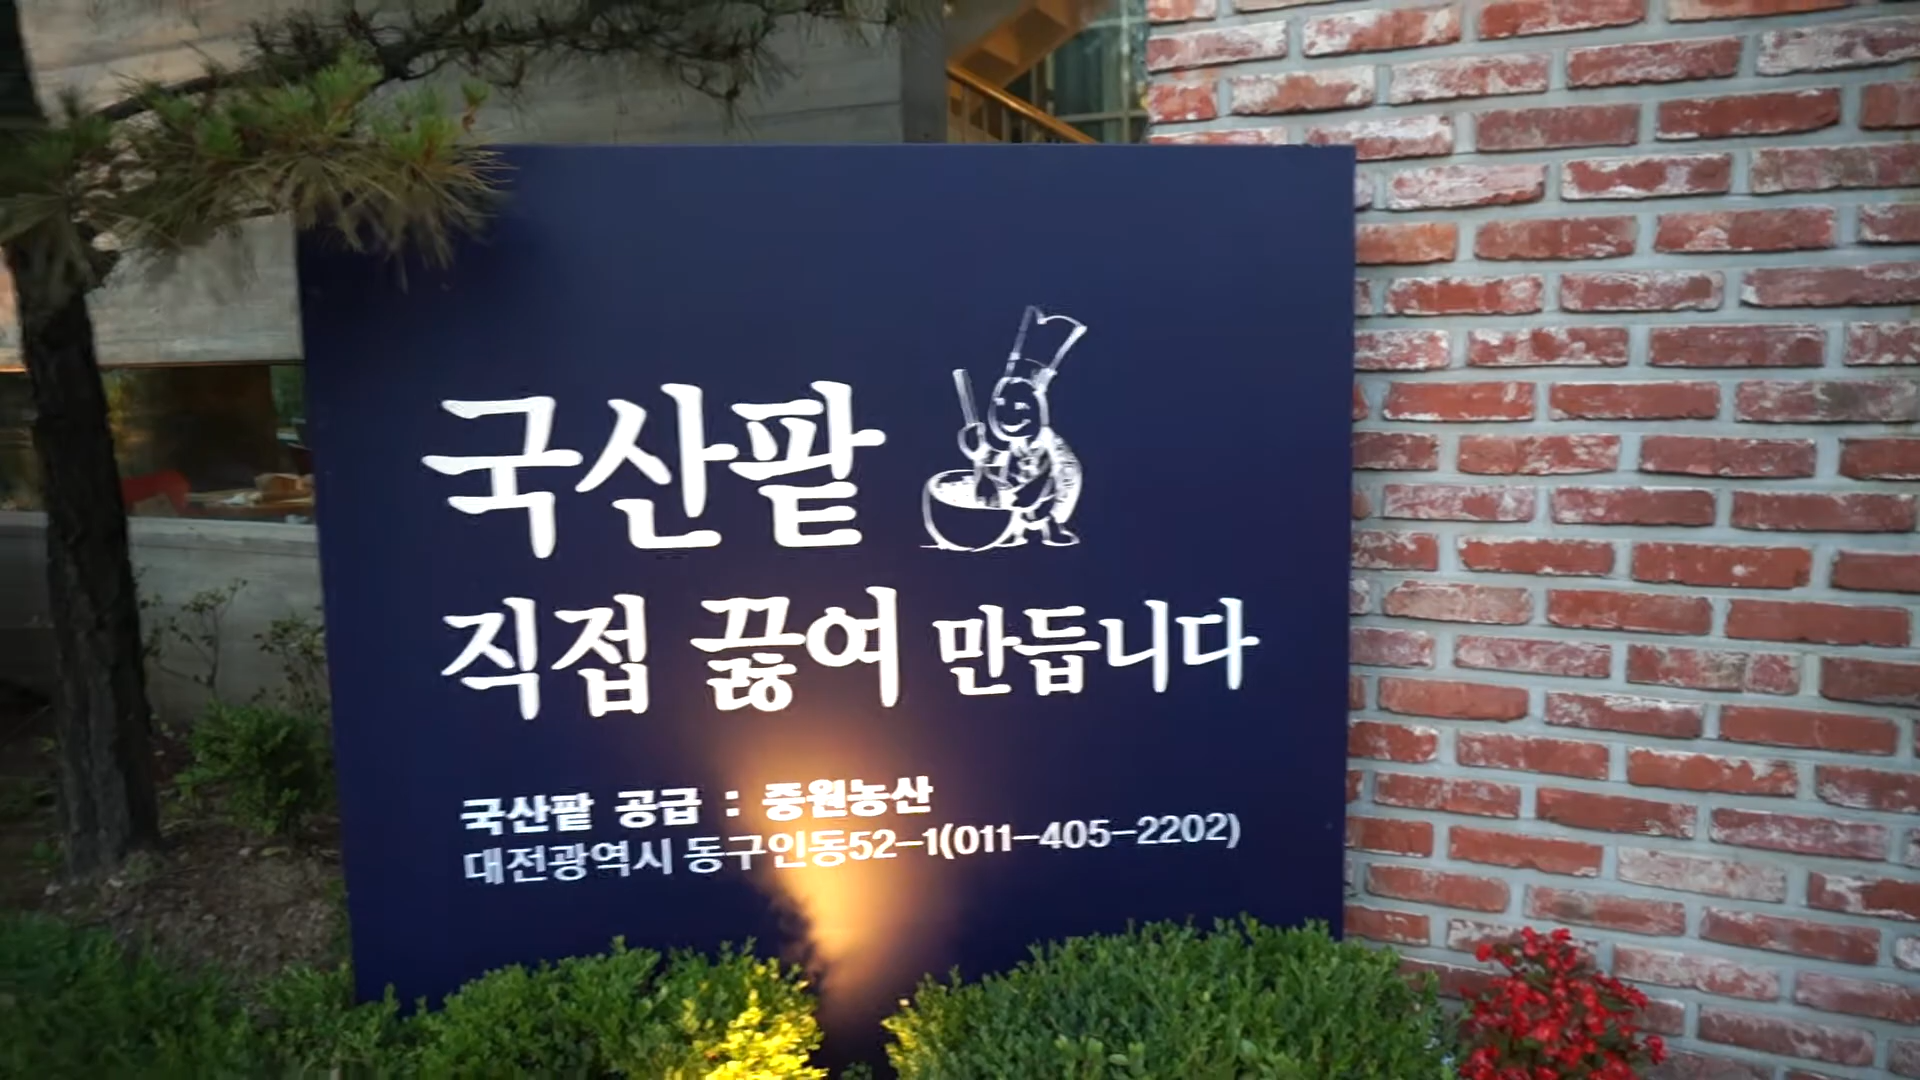 국산팥
직접 끓여 만듭니다
국산팥 공급 : 중원농산
대전광역시 동구인동52-1(011-405-2202)